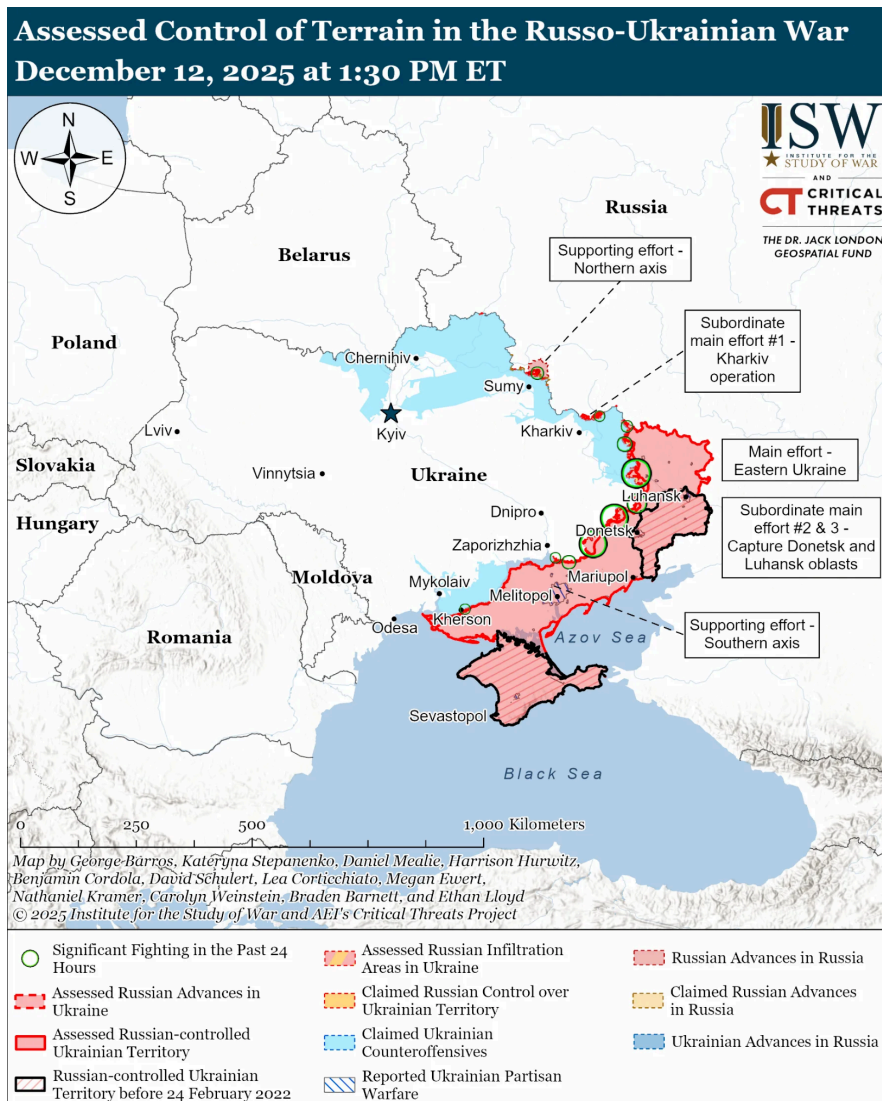 Assessed Control of Terrain in the Russo-Ukrainian War
December 12, 2025 at 1:30 PM ET
N
W
E
S
ISW
INSTITUTE FOR THE
STUDY OF WAR
AND
CT CRITICAL
THREATS
THE DR. JACK LONDON
GEOSPATIAL FUND
Russia
Belarus
Poland
Supporting effort -
Northern axis
Subordinate
main effort #1 -
Kharkiv
operation
Chernihiv
Sumy
Kyiv
Lviv
Kharkiv
Slovakia
Vinnytsia
Ukraine
Main effort -
Eastern Ukraine
Luhansk
Hungary
Dnipro
Donetsk
Subordinate main
effort #2 & 3 -
Capture Donetsk and
Luhansk oblasts
Zaporizhzhia
Moldova
Mariupol
Mykolaiv
Melitopol
Kherson
Odesa
Romania
Azov Sea
Supporting effort -
Southern axis
Sevastopol
Black Sea
0
250
500
1,000 Kilometers
Map by George Barros, Kateryna Stepanenko, Daniel Mealie, Harrison Hurwitz,
Benjamin Cordola, David Schulert, Lea Corticchiato, Megan Ewert,
Nathaniel Kramer, Carolyn Weinstein, Braden Barnett, and Ethan Lloyd
© 2025 Institute for the Study of War and AEI's Critical Threats Project
Significant Fighting in the Past 24
Hours
Assessed Russian Advances in
Ukraine
Assessed Russian-controlled
Ukrainian Territory
Russian-controlled Ukrainian
Territory before 24 February 2022
Assessed Russian Infiltration
Areas in Ukraine
Claimed Russian Control over
Ukrainian Territory
Claimed Ukrainian
Counteroffensives
Reported Ukrainian Partisan
Warfare
Russian Advances in Russia
Claimed Russian Advances
in Russia
Ukrainian Advances in Russia